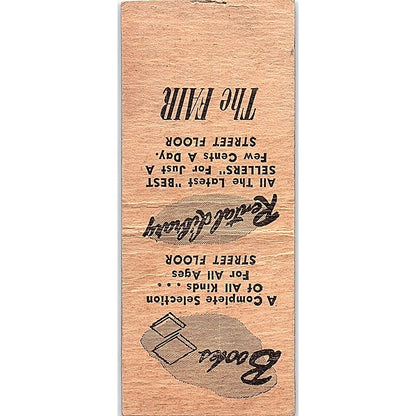 Books
A Complete Selection
Of All Kinds . . . .
For All Ages
STREET FLOOR
Rental Library
All The Latest "BEST
SELLERS" For Just A
Few Cents A Day.
STREET FLOOR
The FAIR